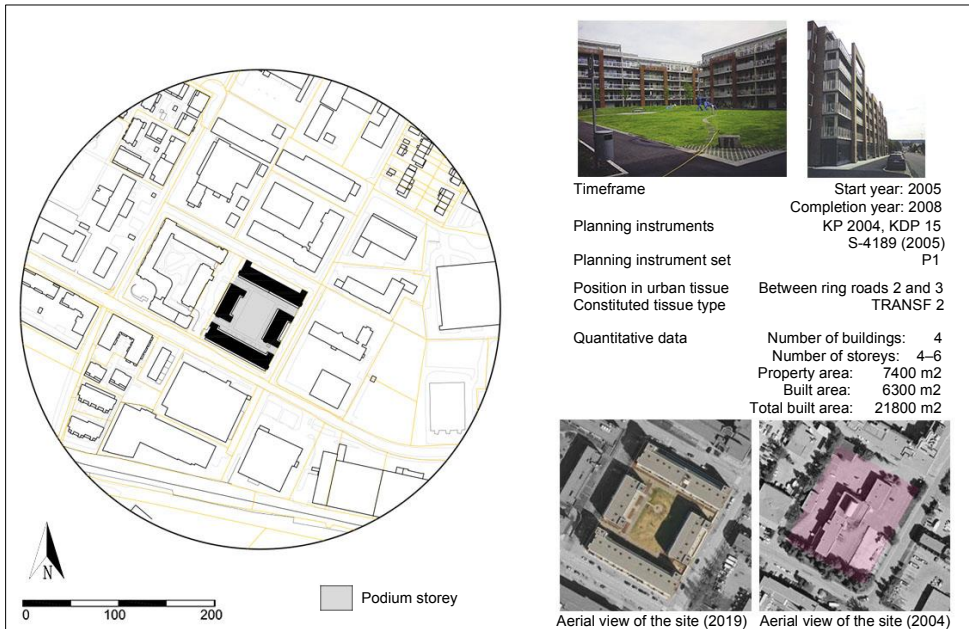 Timeframe Start year: 2005
Completion year: 2008
Planning instruments KP 2004, KDP 15
S-4189 (2005)
Planning instrument set P1
Position in urban tissue Between ring roads 2 and 3
Constituted tissue type TRANSF 2
Quantitative data Number of buildings: 4
Number of storeys: 4–6
Property area: 7400 m2
Built area: 6300 m2
Total built area: 21800 m2
N
Podium storey
0 100 200
Aerial view of the site (2019) Aerial view of the site (2004)